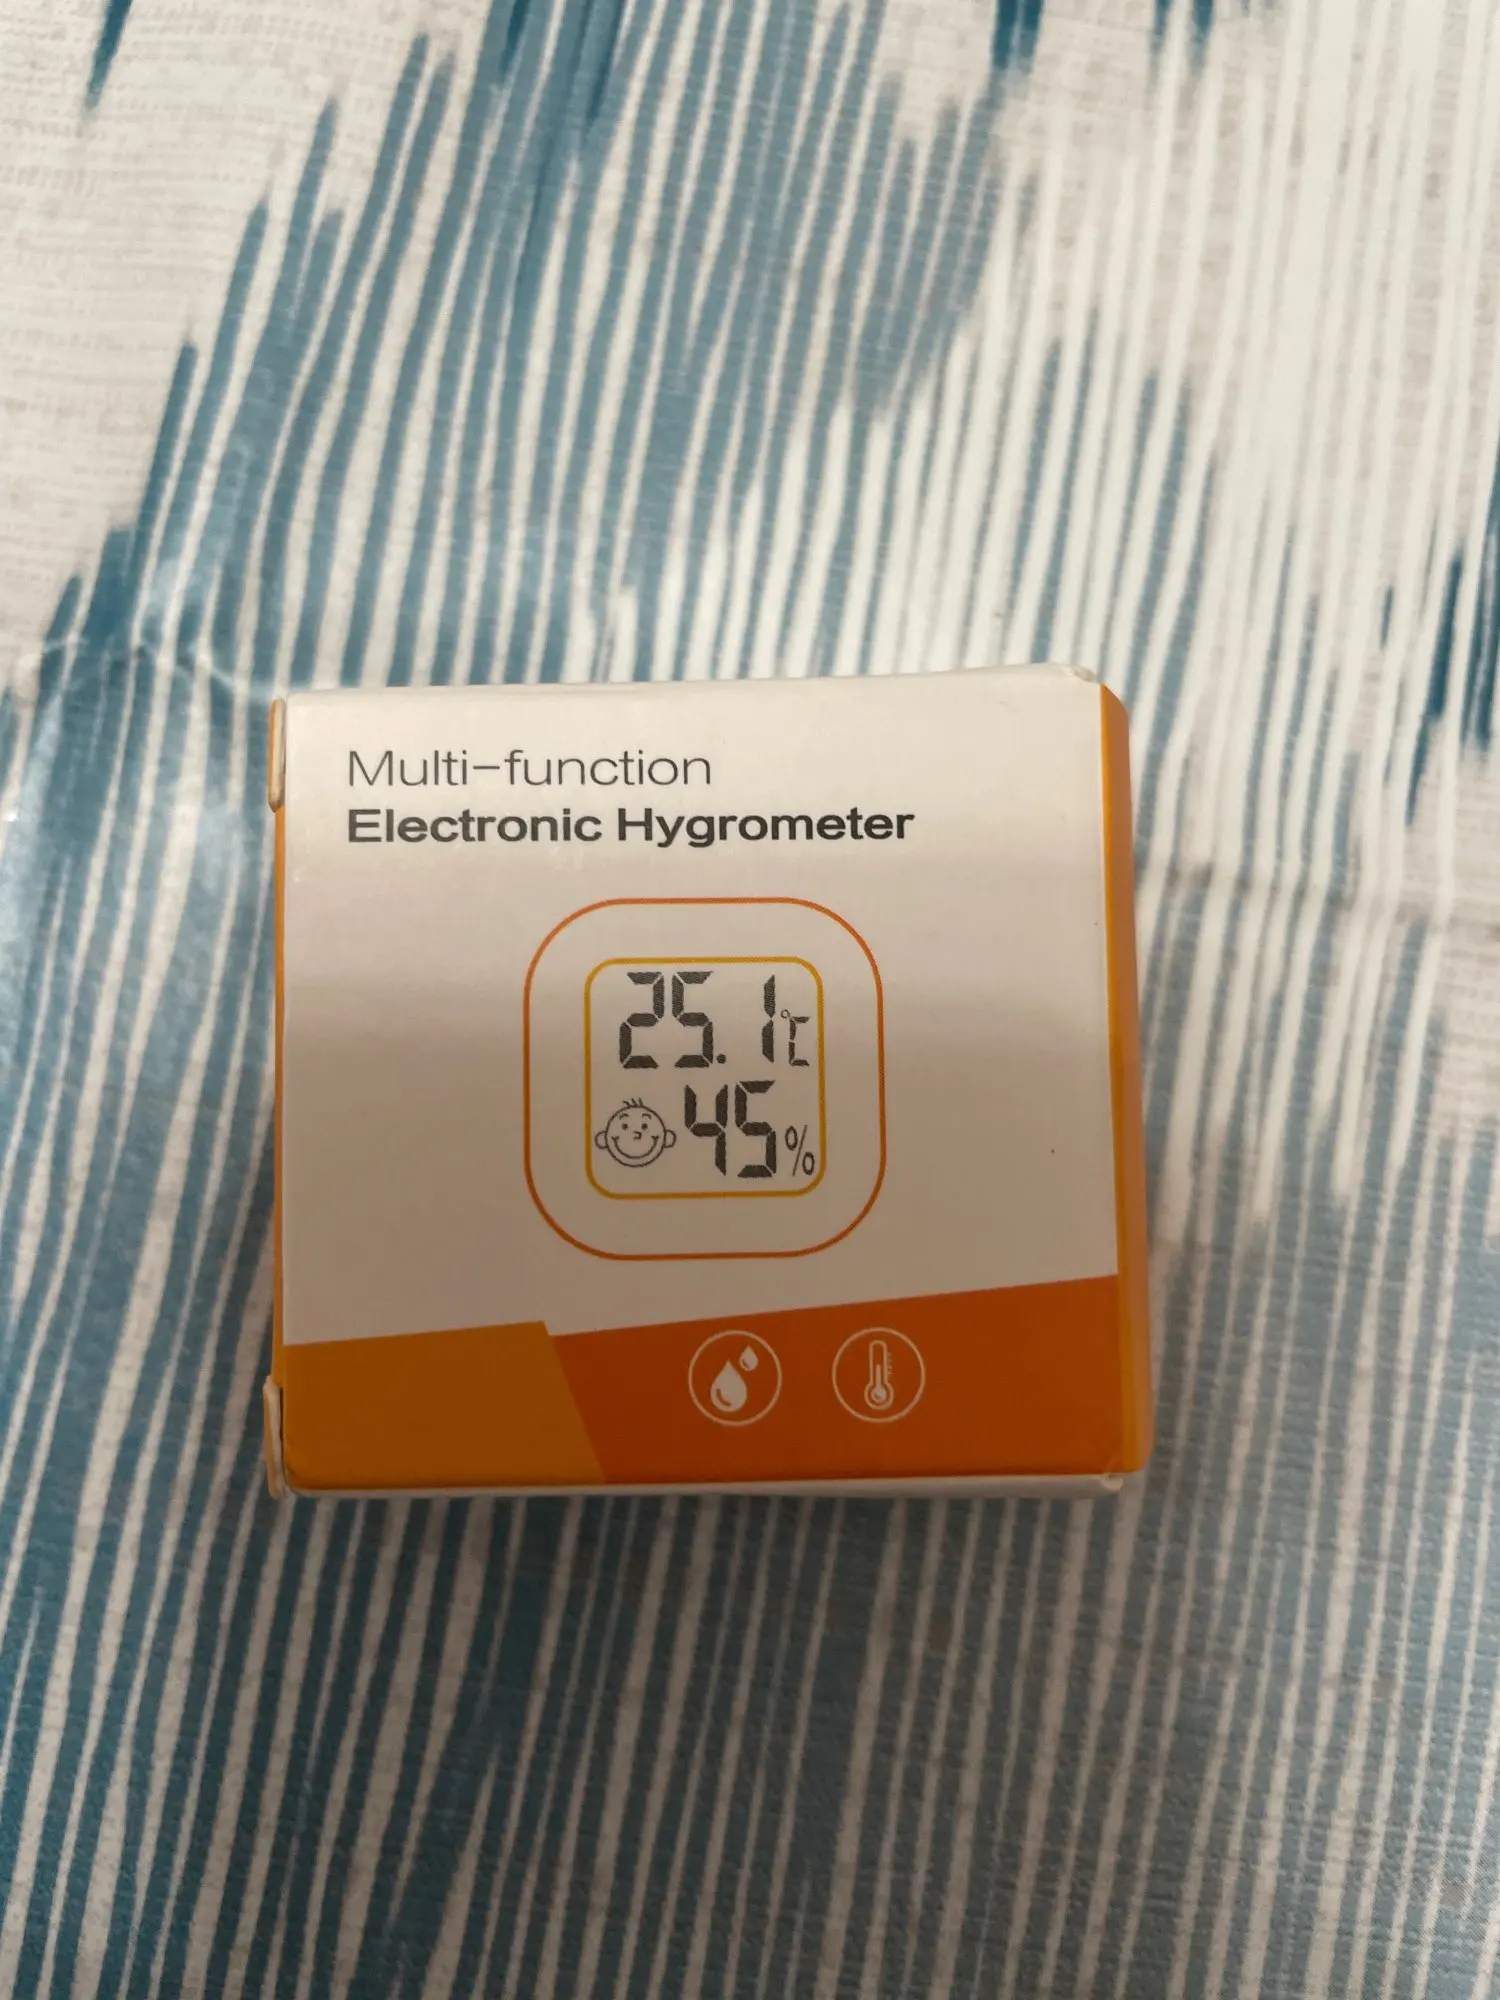 Multi-function
Electronic Hygrometer
25.1℃
45%